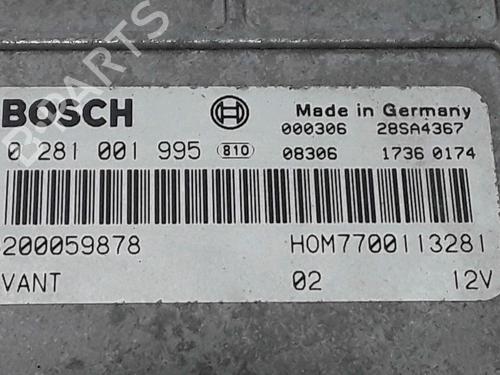 BOSCH
Made in Germany
000306 28SA4367
0 281 001 995 810
08306 1736 0174
200059878 HOM7700113281
VANT 02 12V
B-PARTS